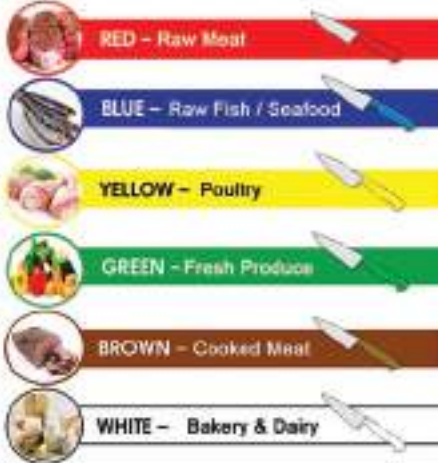 RED – Raw Meat
BLUE – Raw Fish / Seafood
YELLOW – Poultry
GREEN – Fresh Produce
BROWN – Cooked Meat
WHITE – Bakery & Dairy